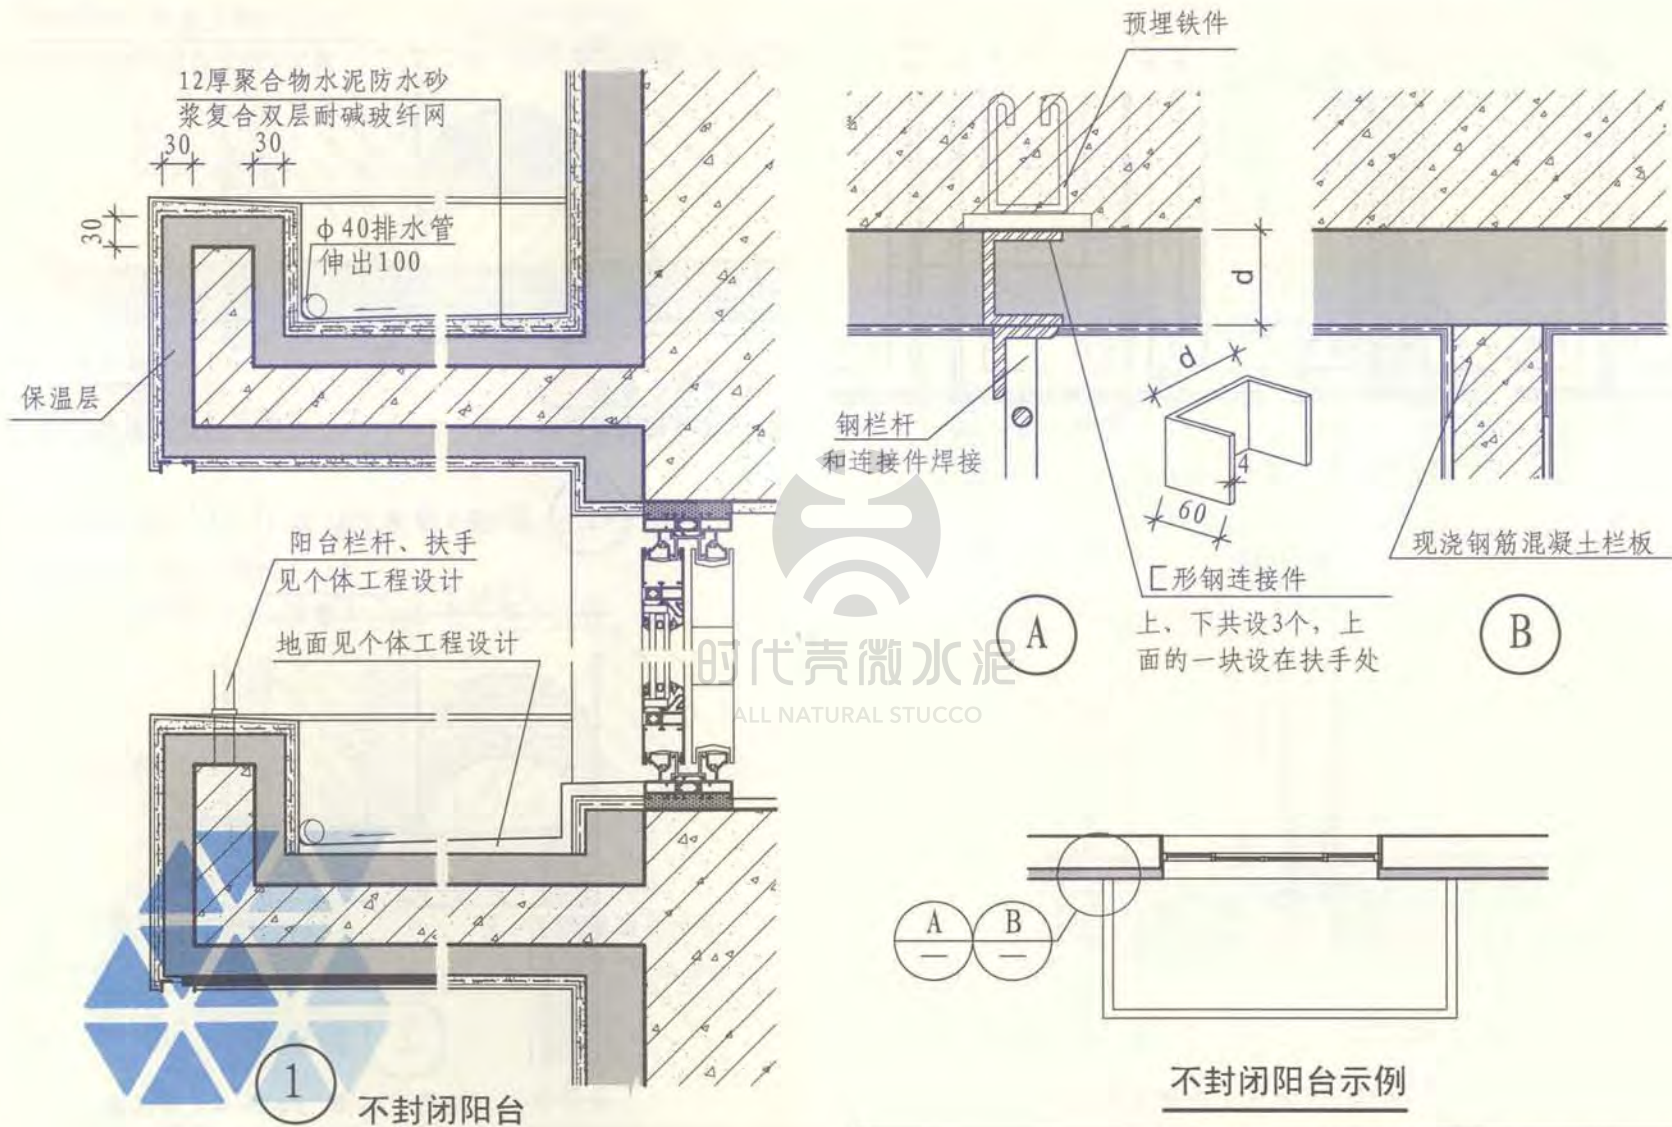 预埋铁件
12厚聚合物水泥防水砂
浆复合双层耐碱玻纤网
30
30
30
φ40排水管
伸出100
保温层
d
d
钢栏杆
和连接件焊接
4
60
现浇钢筋混凝土栏板
阳台栏杆、扶手
见个体工程设计
地面见个体工程设计
匚形钢连接件
上、下共设3个，上
面的一块设在扶手处
A
B
时代壳微水泥
ALL NATURAL STUCCO
A
—
B
—
1
不封闭阳台
不封闭阳台示例